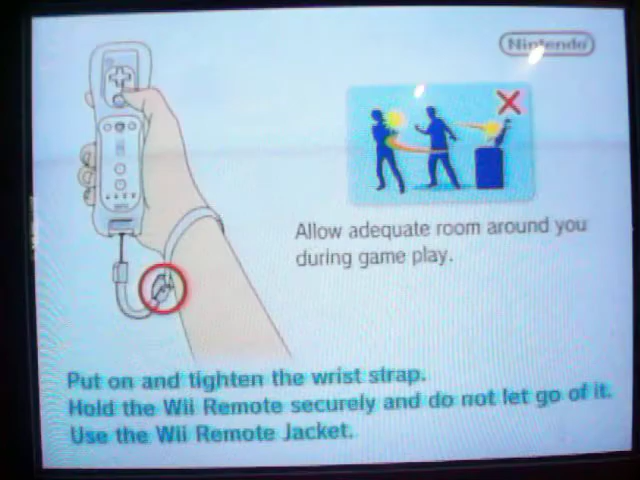 Nintendo
Allow adequate room around you
during game play.
Put on and tighten the wrist strap.
Hold the Wii Remote securely and do not let go of it.
Use the Wii Remote Jacket.